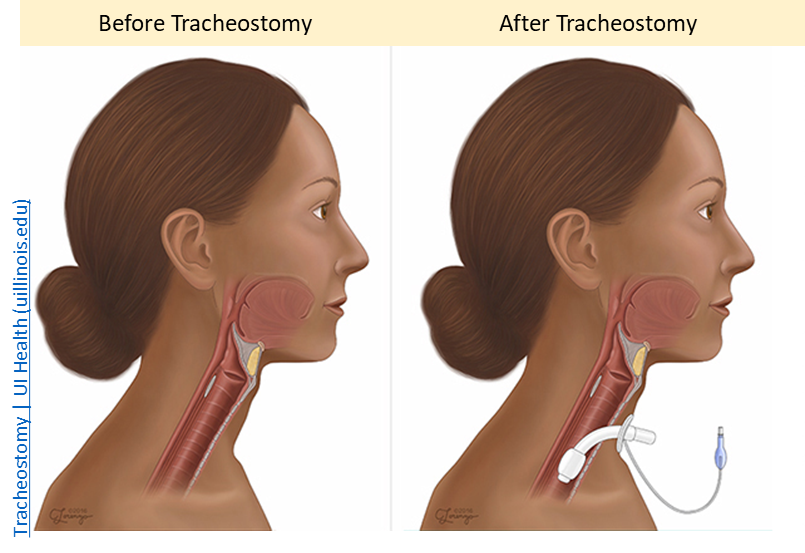 Before Tracheostomy
After Tracheostomy
Tracheostomy | UI Health (uillinois.edu)